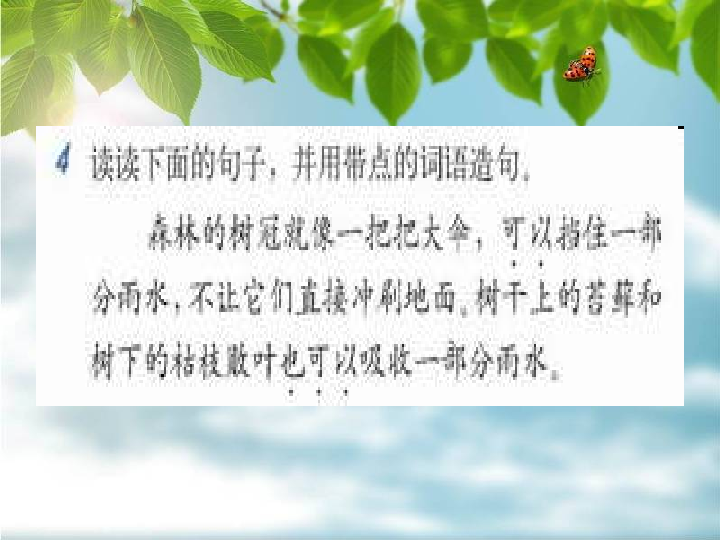 4 读读下面的句子，并用带点的词语造句。
森林的树冠就像一把把大伞，可以挡住一部
分雨水，不让它们直接冲刷地面。树干上的苔藓和
树下的枯枝败叶也可以吸收一部分雨水。